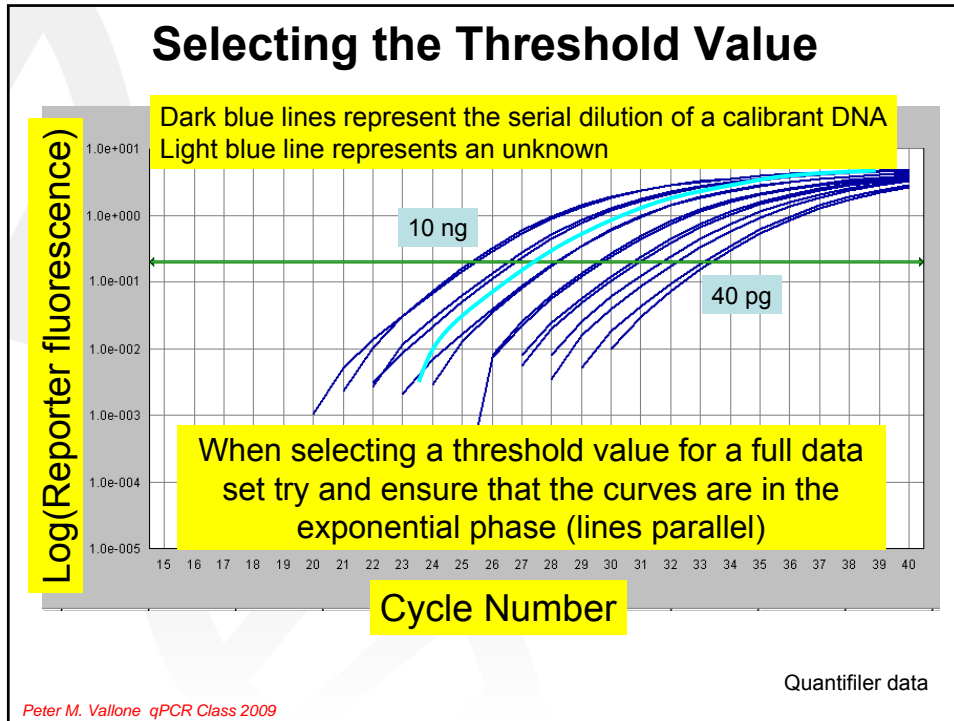 Selecting the Threshold Value
Dark blue lines represent the serial dilution of a calibrant DNA
Light blue line represents an unknown
Log(Reporter fluorescence)
1.0e+001
1.0e+000
1.0e-001
1.0e-002
1.0e-003
1.0e-004
1.0e-005
10 ng
40 pg
When selecting a threshold value for a full data
set try and ensure that the curves are in the
exponential phase (lines parallel)
15 16 17 18 19 20 21 22 23 24 25 26 27 28 29 30 31 32 33 34 35 36 37 38 39 40
Cycle Number
Quantifiler data
Peter M. Vallone qPCR Class 2009